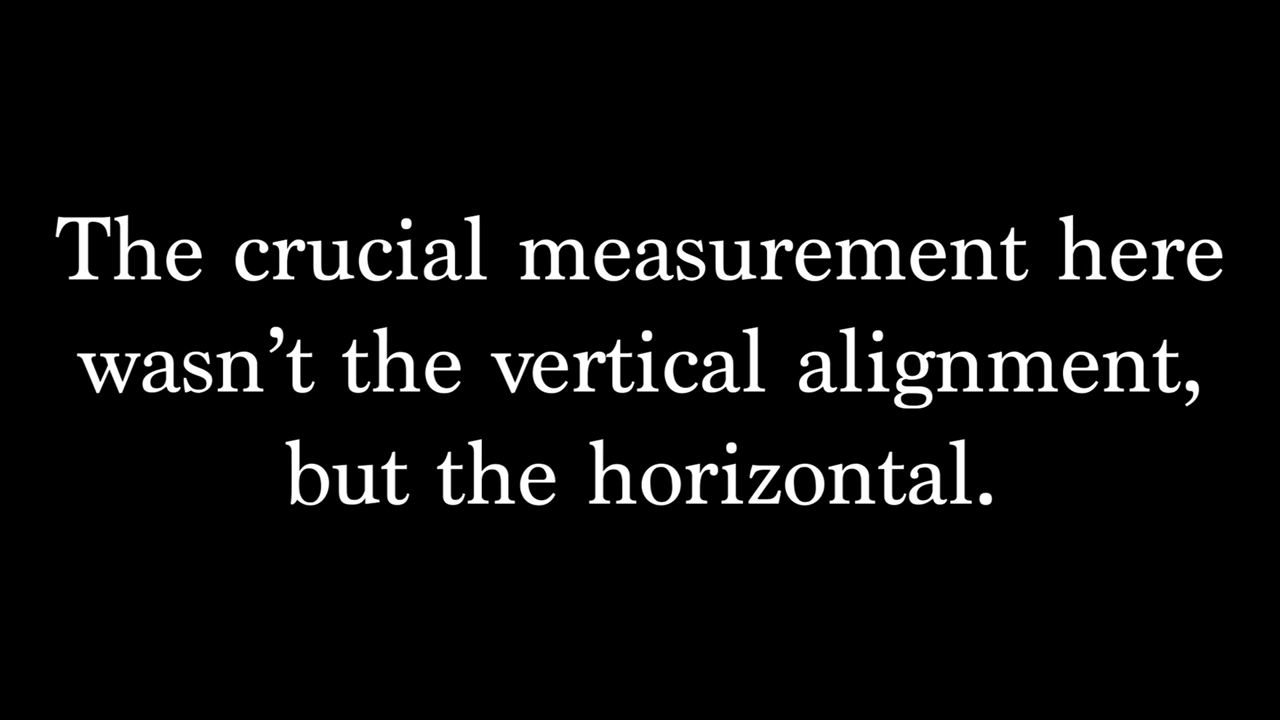 The crucial measurement here
wasn’t the vertical alignment,
but the horizontal.